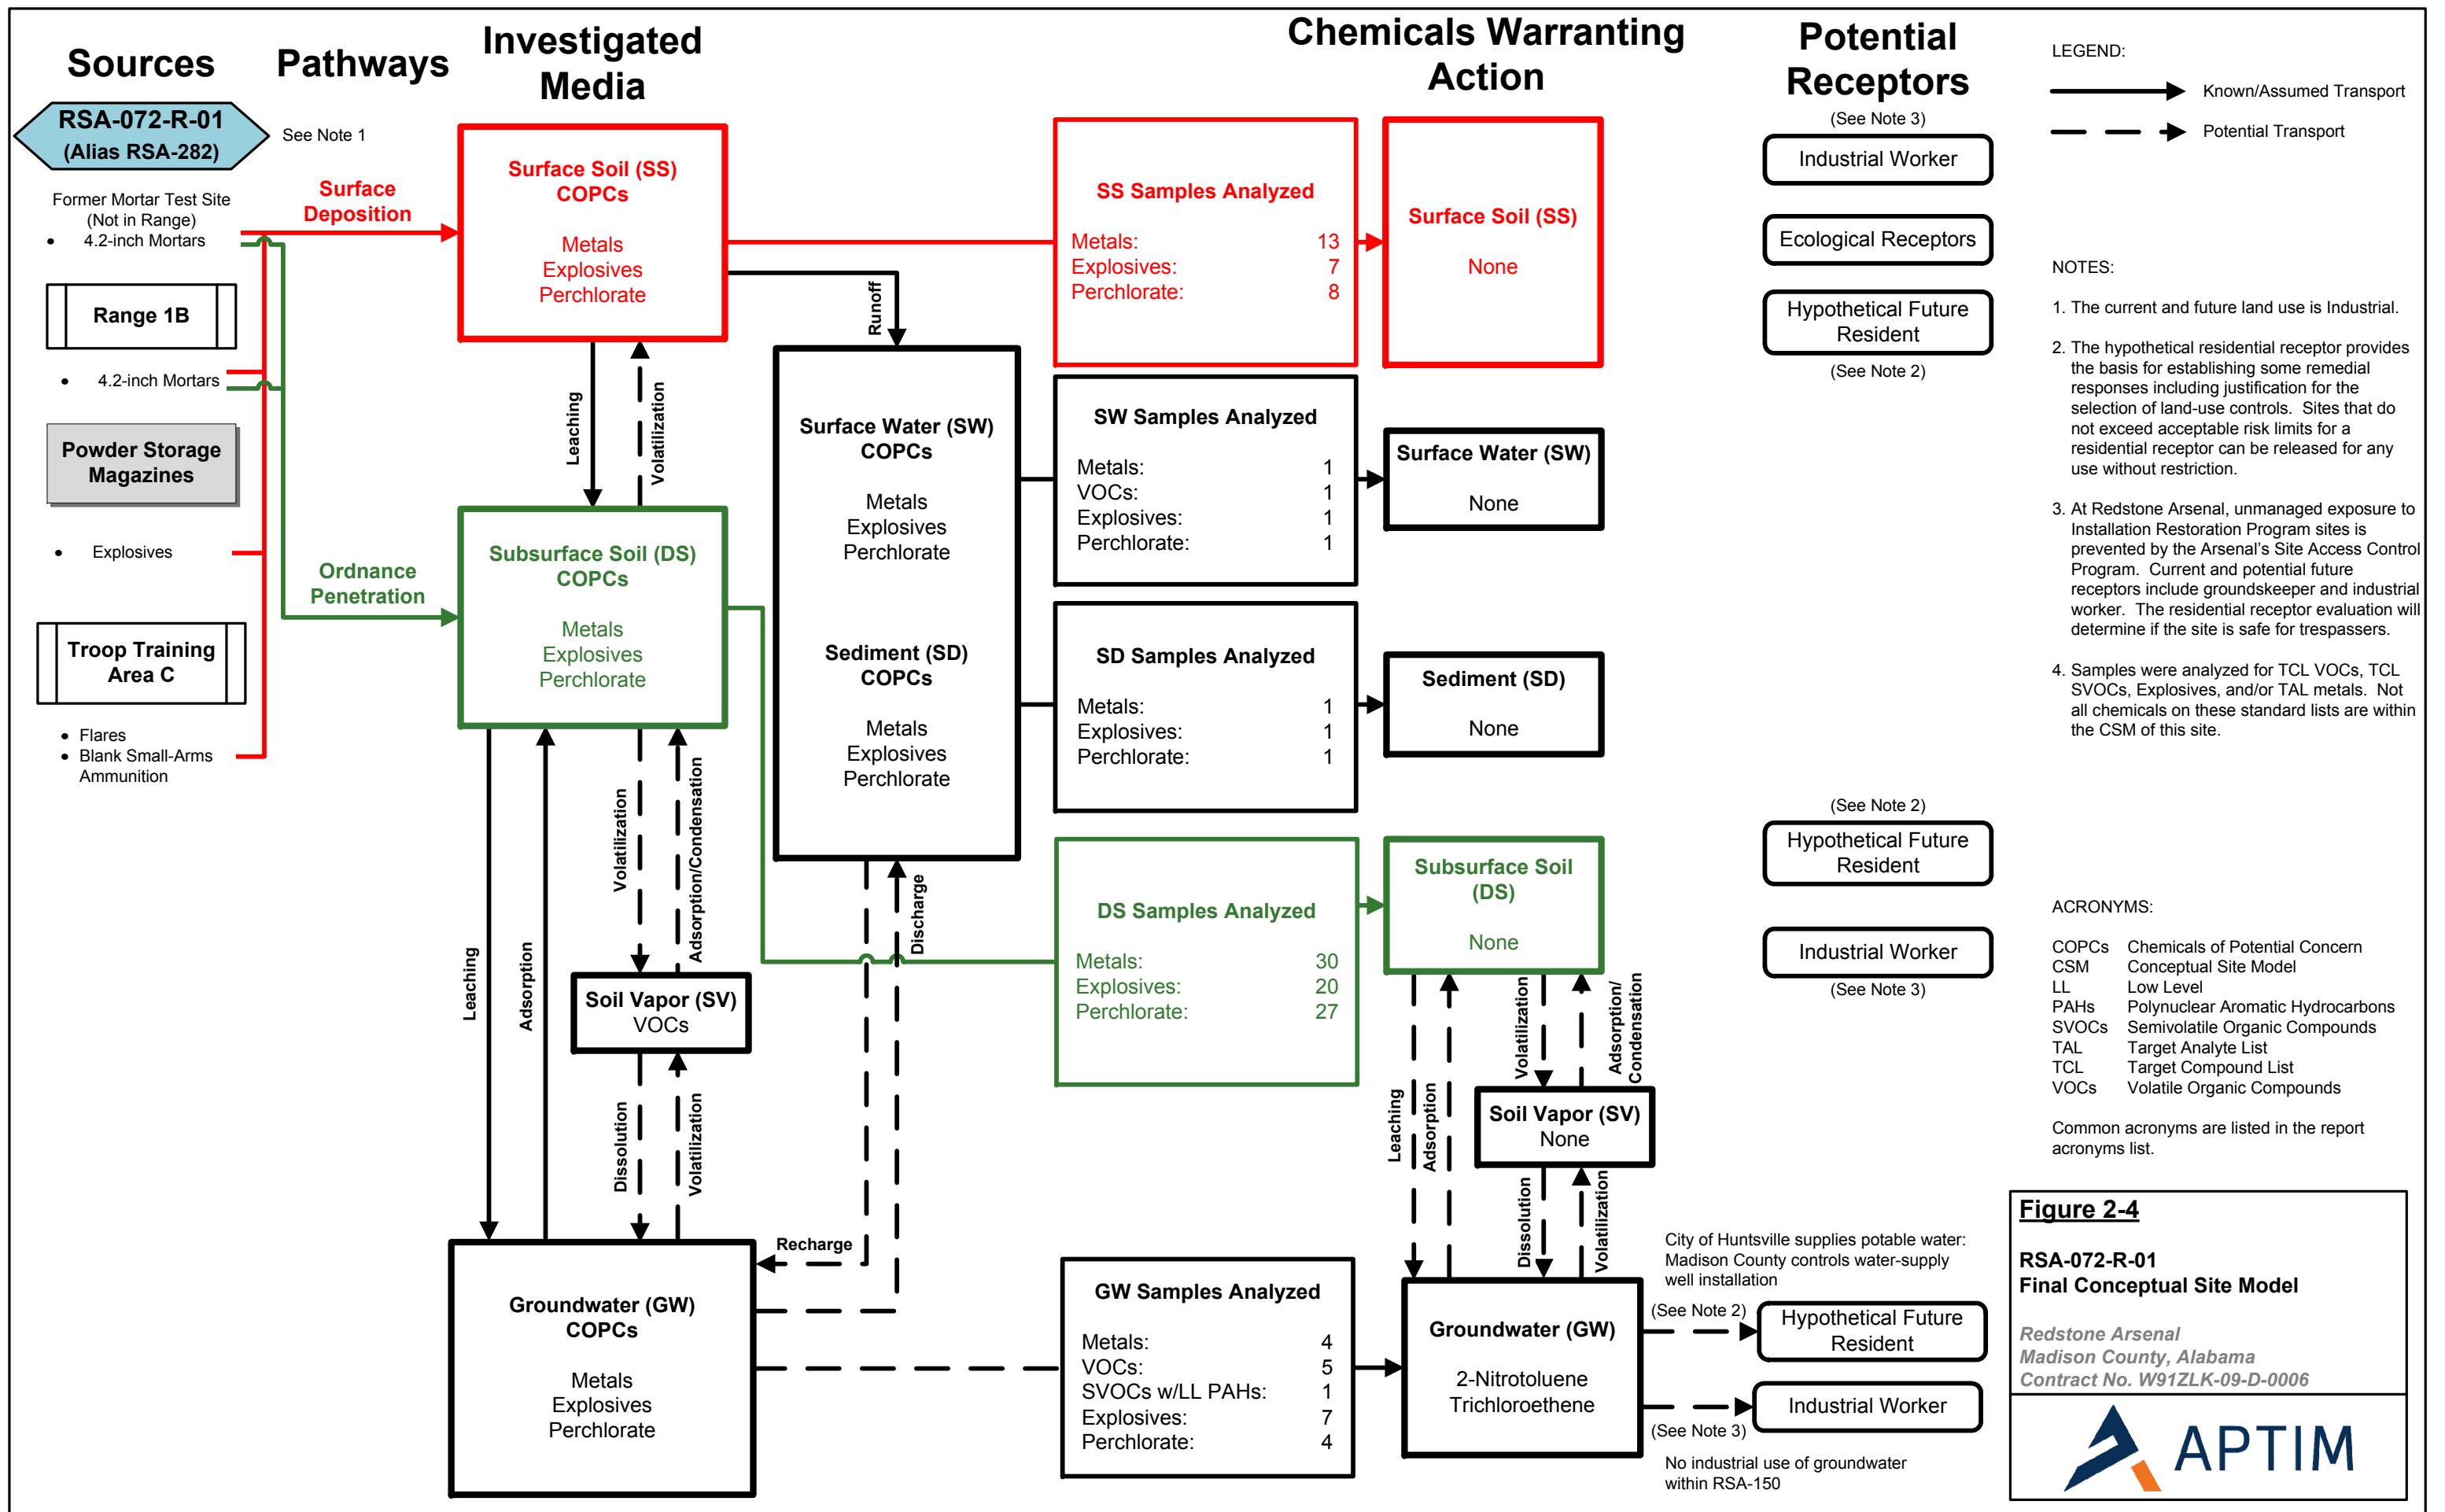 Sources
Pathways
Investigated
Media
Chemicals Warranting
Action
Potential
Receptors
RSA-072-R-01
(Alias RSA-282)
See Note 1
Former Mortar Test Site
(Not in Range)
• 4.2-inch Mortars
Range 1B
• 4.2-inch Mortars
Powder Storage
Magazines
• Explosives
Troop Training
Area C
• Flares
• Blank Small-Arms
Ammunition
Surface
Deposition
Ordnance
Penetration
Surface Soil (SS)
COPCs
Metals
Explosives
Perchlorate
Leaching
Volatilization
Runoff
Subsurface Soil (DS)
COPCs
Metals
Explosives
Perchlorate
Leaching
Adsorption
Volatilization
Adsorption/Condensation
Soil Vapor (SV)
VOCs
Dissolution
Volatilization
Groundwater (GW)
COPCs
Metals
Explosives
Perchlorate
Surface Water (SW)
COPCs
Metals
Explosives
Perchlorate
Sediment (SD)
COPCs
Metals
Explosives
Perchlorate
Discharge
Recharge
SS Samples Analyzed
Metals: 13
Explosives: 7
Perchlorate: 8
SW Samples Analyzed
Metals: 1
VOCs: 1
Explosives: 1
Perchlorate: 1
SD Samples Analyzed
Metals: 1
Explosives: 1
Perchlorate: 1
DS Samples Analyzed
Metals: 30
Explosives: 20
Perchlorate: 27
GW Samples Analyzed
Metals: 4
VOCs: 5
SVOCs w/LL PAHs: 1
Explosives: 7
Perchlorate: 4
Surface Soil (SS)
None
Surface Water (SW)
None
Sediment (SD)
None
Subsurface Soil
(DS)
None
Leaching
Adsorption
Volatilization
Adsorption/
Condensation
Soil Vapor (SV)
None
Dissolution
Volatilization
Groundwater (GW)
2-Nitrotoluene
Trichloroethene
(See Note 3)
Industrial Worker
Ecological Receptors
Hypothetical Future
Resident
(See Note 2)
(See Note 2)
Hypothetical Future
Resident
Industrial Worker
(See Note 3)
City of Huntsville supplies potable water:
Madison County controls water-supply
well installation
(See Note 2)
Hypothetical Future
Resident
Industrial Worker
(See Note 3)
No industrial use of groundwater
within RSA-150
LEGEND:
Known/Assumed Transport
Potential Transport
NOTES:
1. The current and future land use is Industrial.
2. The hypothetical residential receptor provides
the basis for establishing some remedial
responses including justification for the
selection of land-use controls. Sites that do
not exceed acceptable risk limits for a
residential receptor can be released for any
use without restriction.
3. At Redstone Arsenal, unmanaged exposure to
Installation Restoration Program sites is
prevented by the Arsenal's Site Access Control
Program. Current and potential future
receptors include groundskeeper and industrial
worker. The residential receptor evaluation will
determine if the site is safe for trespassers.
4. Samples were analyzed for TCL VOCs, TCL
SVOCs, Explosives, and/or TAL metals. Not
all chemicals on these standard lists are within
the CSM of this site.
ACRONYMS:
COPCs Chemicals of Potential Concern
CSM Conceptual Site Model
LL Low Level
PAHs Polynuclear Aromatic Hydrocarbons
SVOCs Semivolatile Organic Compounds
TAL Target Analyte List
TCL Target Compound List
VOCs Volatile Organic Compounds
Common acronyms are listed in the report
acronyms list.
Figure 2-4
RSA-072-R-01
Final Conceptual Site Model
Redstone Arsenal
Madison County, Alabama
Contract No. W91ZLK-09-D-0006
APTIM